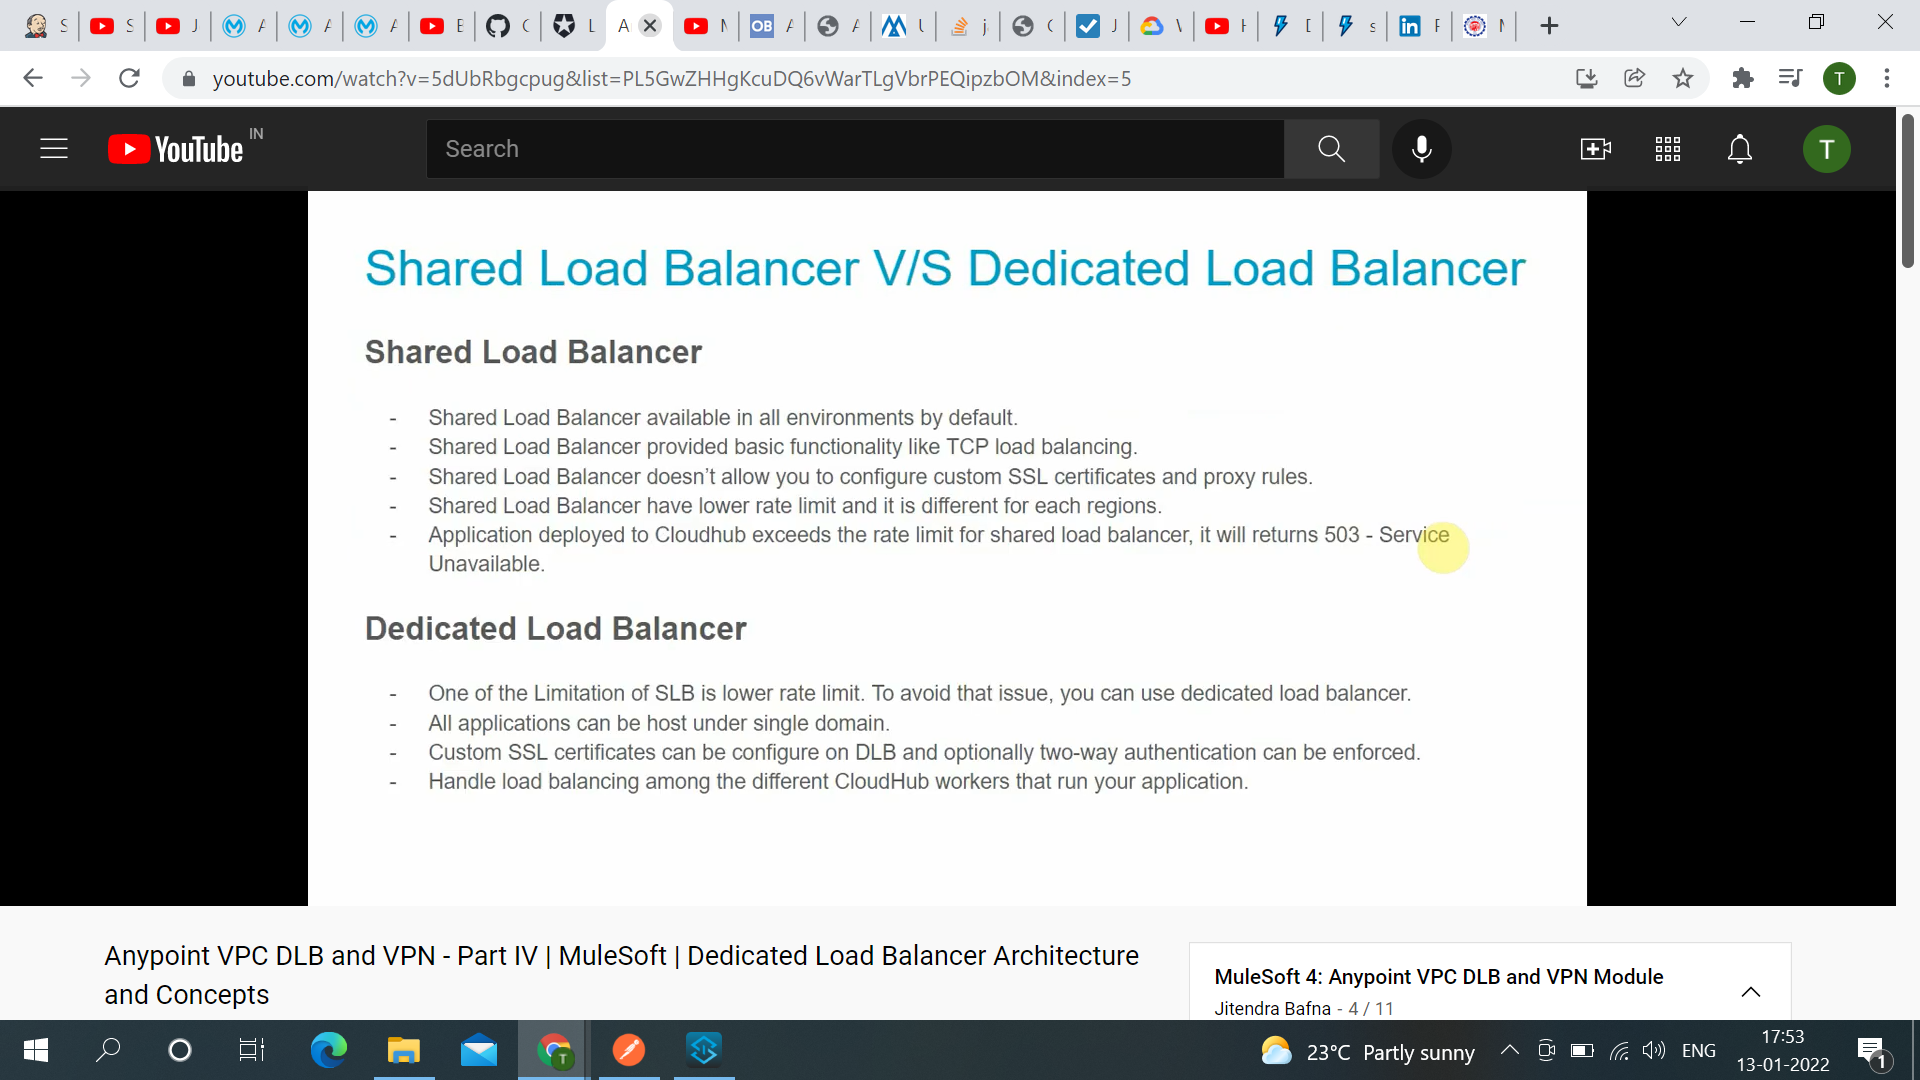 youtube.com/watch?v=5dUbRbgcpug&list=PL5GwZHHgKcuDQ6vWarTLgVbrPEQipzbOM&index=5
T
YouTube IN
Search
T
Shared Load Balancer V/S Dedicated Load Balancer
Shared Load Balancer
- Shared Load Balancer available in all environments by default.
- Shared Load Balancer provided basic functionality like TCP load balancing.
- Shared Load Balancer doesn't allow you to configure custom SSL certificates and proxy rules.
- Shared Load Balancer have lower rate limit and it is different for each regions.
- Application deployed to Cloudhub exceeds the rate limit for shared load balancer, it will returns 503 - Service
Unavailable.
Dedicated Load Balancer
- One of the Limitation of SLB is lower rate limit. To avoid that issue, you can use dedicated load balancer.
- All applications can be host under single domain.
- Custom SSL certificates can be configure on DLB and optionally two-way authentication can be enforced.
- Handle load balancing among the different CloudHub workers that run your application.
Anypoint VPC DLB and VPN - Part IV | MuleSoft | Dedicated Load Balancer Architecture
and Concepts
MuleSoft 4: Anypoint VPC DLB and VPN Module
Jitendra Bafna - 4 / 11
23°C Partly sunny
ENG
17:53
13-01-2022
1